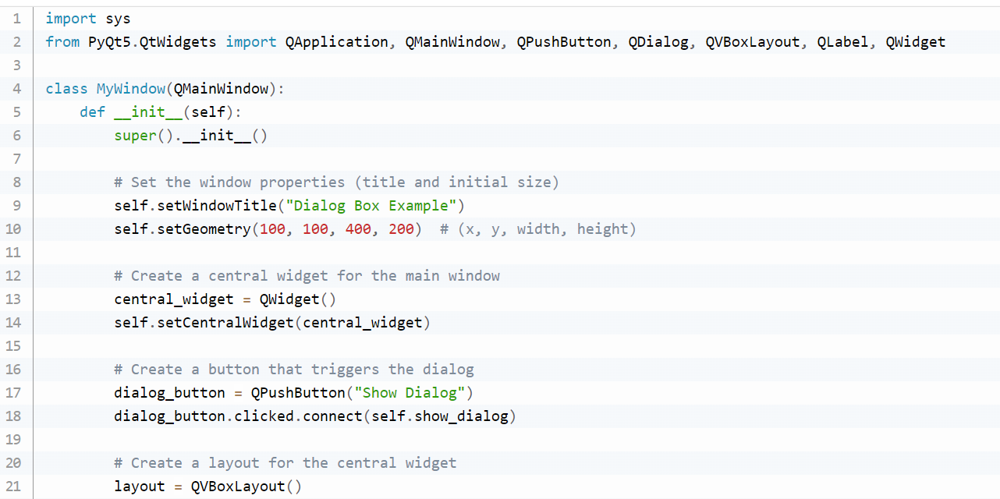 1 import sys
2 from PyQt5.QtWidgets import QApplication, QMainWindow, QPushButton, QDialog, QVBoxLayout, QLabel, QWidget
3
4 class MyWindow(QMainWindow):
5     def __init__(self):
6         super().__init__()
7
8         # Set the window properties (title and initial size)
9         self.setWindowTitle("Dialog Box Example")
10         self.setGeometry(100, 100, 400, 200)  # (x, y, width, height)
11
12         # Create a central widget for the main window
13         central_widget = QWidget()
14         self.setCentralWidget(central_widget)
15
16         # Create a button that triggers the dialog
17         dialog_button = QPushButton("Show Dialog")
18         dialog_button.clicked.connect(self.show_dialog)
19
20         # Create a layout for the central widget
21         layout = QVBoxLayout()